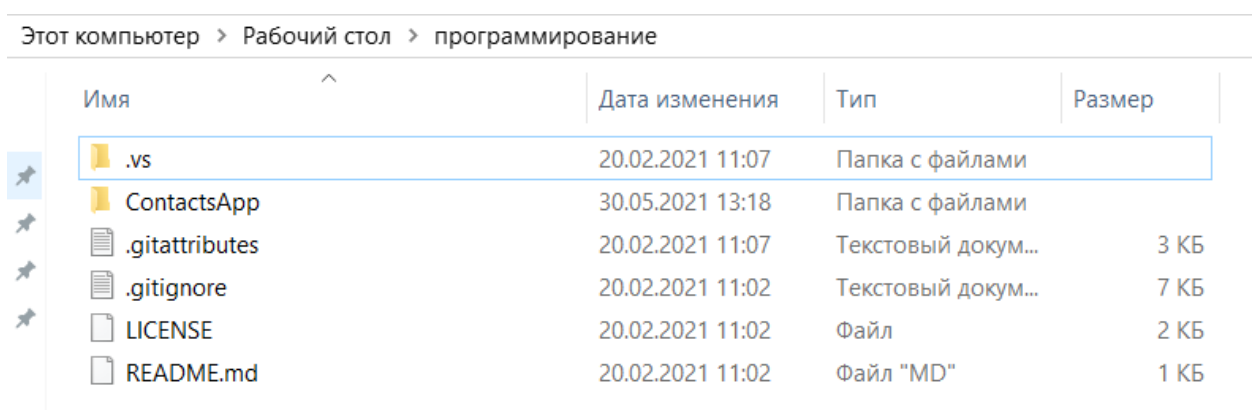 Этот компьютер > Рабочий стол > программирование
Имя Дата изменения Тип Размер
.vs 20.02.2021 11:07 Папка с файлами
ContactsApp 30.05.2021 13:18 Папка с файлами
.gitattributes 20.02.2021 11:07 Текстовый докум... 3 КБ
.gitignore 20.02.2021 11:02 Текстовый докум... 7 КБ
LICENSE 20.02.2021 11:02 Файл 2 КБ
README.md 20.02.2021 11:02 Файл "MD" 1 КБ